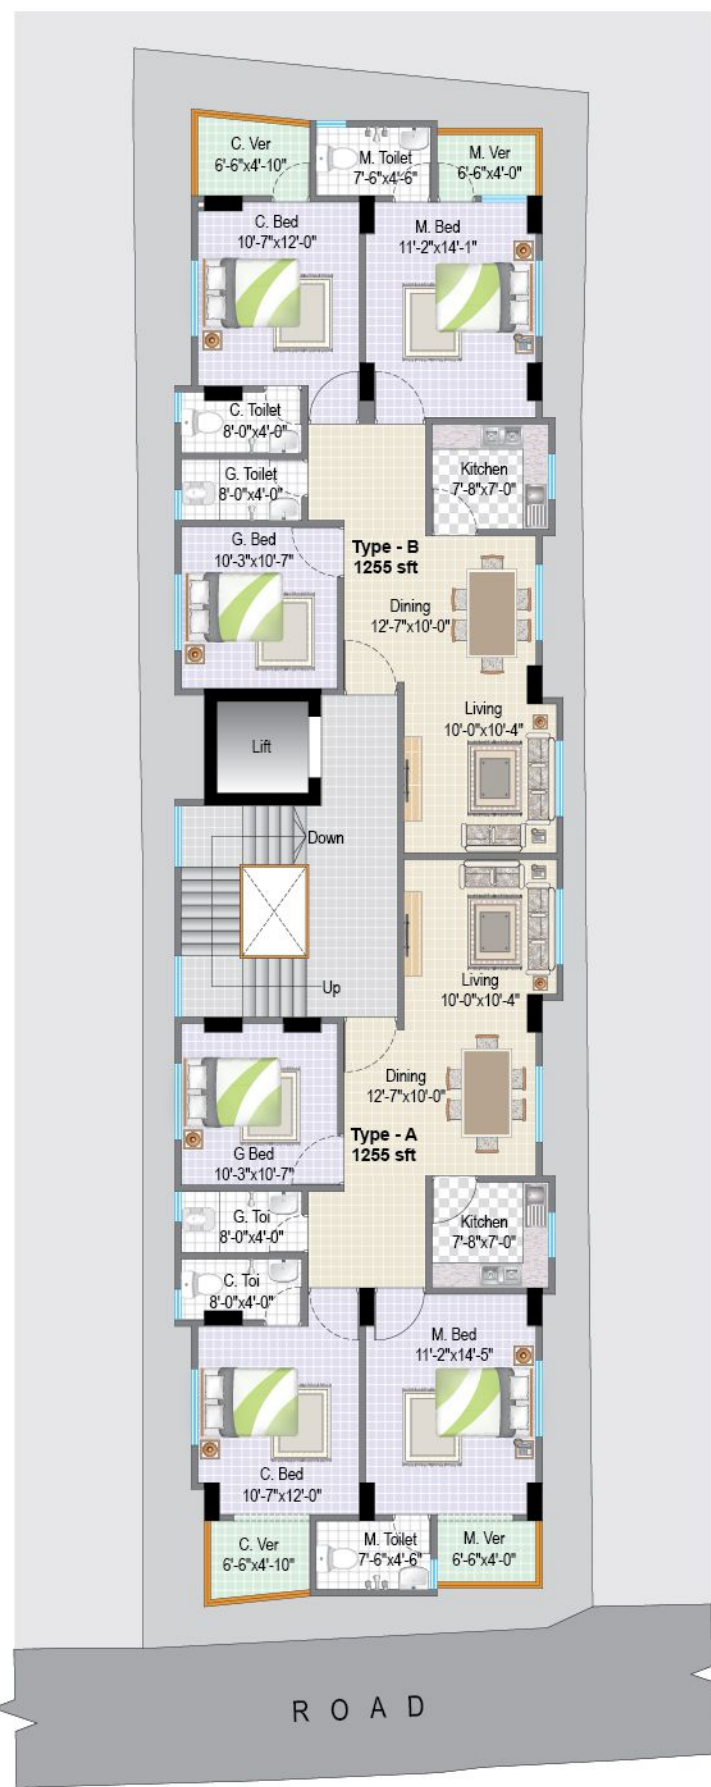 C. Ver
6'-6"x4'-10"
M. Toilet
7'-6"x4'-6"
M. Ver
6'-6"x4'-0"
C. Bed
10'-7"x12'-0"
M. Bed
11'-2"x14'-1"
C. Toilet
8'-0"x4'-0"
G. Toilet
8'-0"x4'-0"
Kitchen
7'-8"x7'-0"
G. Bed
10'-3"x10'-7"
Type - B
1255 sft
Dining
12'-7"x10'-0"
Living
10'-0"x10'-4"
Lift
Down
Up
Living
10'-0"x10'-4"
Dining
12'-7"x10'-0"
Type - A
1255 sft
G Bed
10'-3"x10'-7"
G. Toi
8'-0"x4'-0"
Kitchen
7'-8"x7'-0"
C. Toi
8'-0"x4'-0"
M. Bed
11'-2"x14'-5"
C. Bed
10'-7"x12'-0"
C. Ver
6'-6"x4'-10"
M. Toilet
7'-6"x4'-6"
M. Ver
6'-6"x4'-0"
ROAD